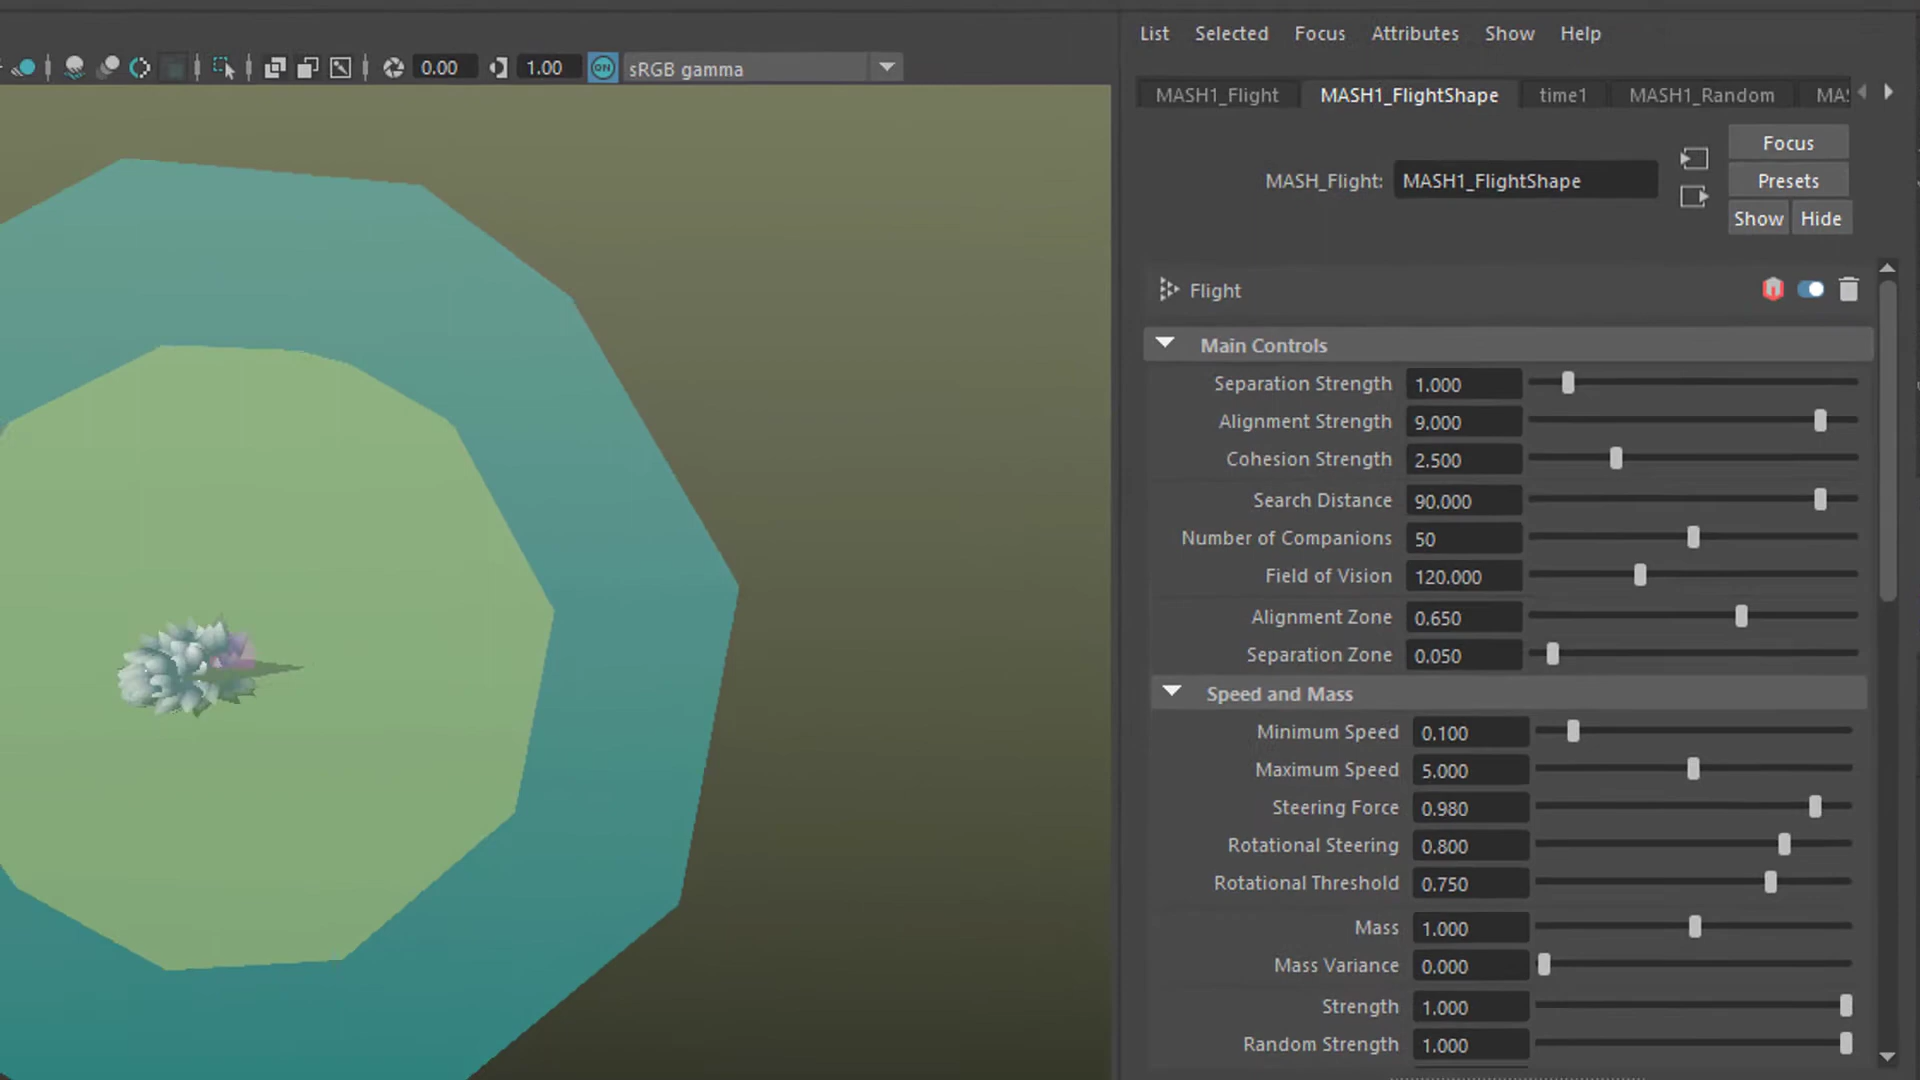 List Selected Focus Attributes Show Help
0.00 1.00 ON sRGB gamma
MASH1_Flight MASH1_FlightShape time1 MASH1_Random MA
Focus
MASH_Flight: MASH1_FlightShape Presets
Show Hide
Flight
Main Controls
Separation Strength 1.000
Alignment Strength 9.000
Cohesion Strength 2.500
Search Distance 90.000
Number of Companions 50
Field of Vision 120.000
Alignment Zone 0.650
Separation Zone 0.050
Speed and Mass
Minimum Speed 0.100
Maximum Speed 5.000
Steering Force 0.980
Rotational Steering 0.800
Rotational Threshold 0.750
Mass 1.000
Mass Variance 0.000
Strength 1.000
Random Strength 1.000